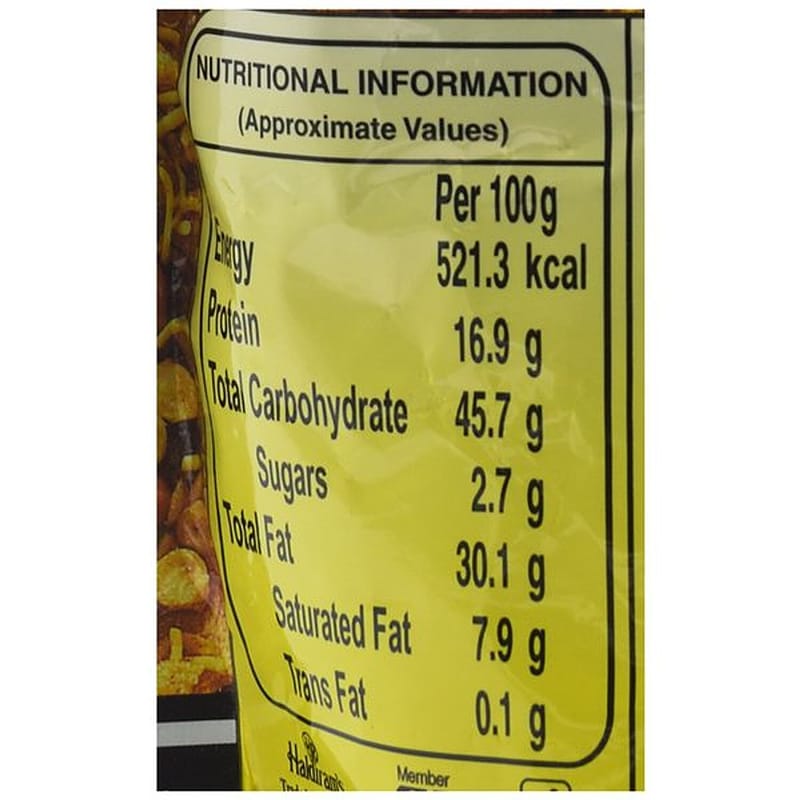 NUTRITIONAL INFORMATION
(Approximate Values)
Per 100g
Energy 521.3 kcal
Protein 16.9 g
Total Carbohydrate 45.7 g
Sugars 2.7 g
Total Fat 30.1 g
Saturated Fat 7.9 g
Trans Fat 0.1 g
Haldiram's
Member